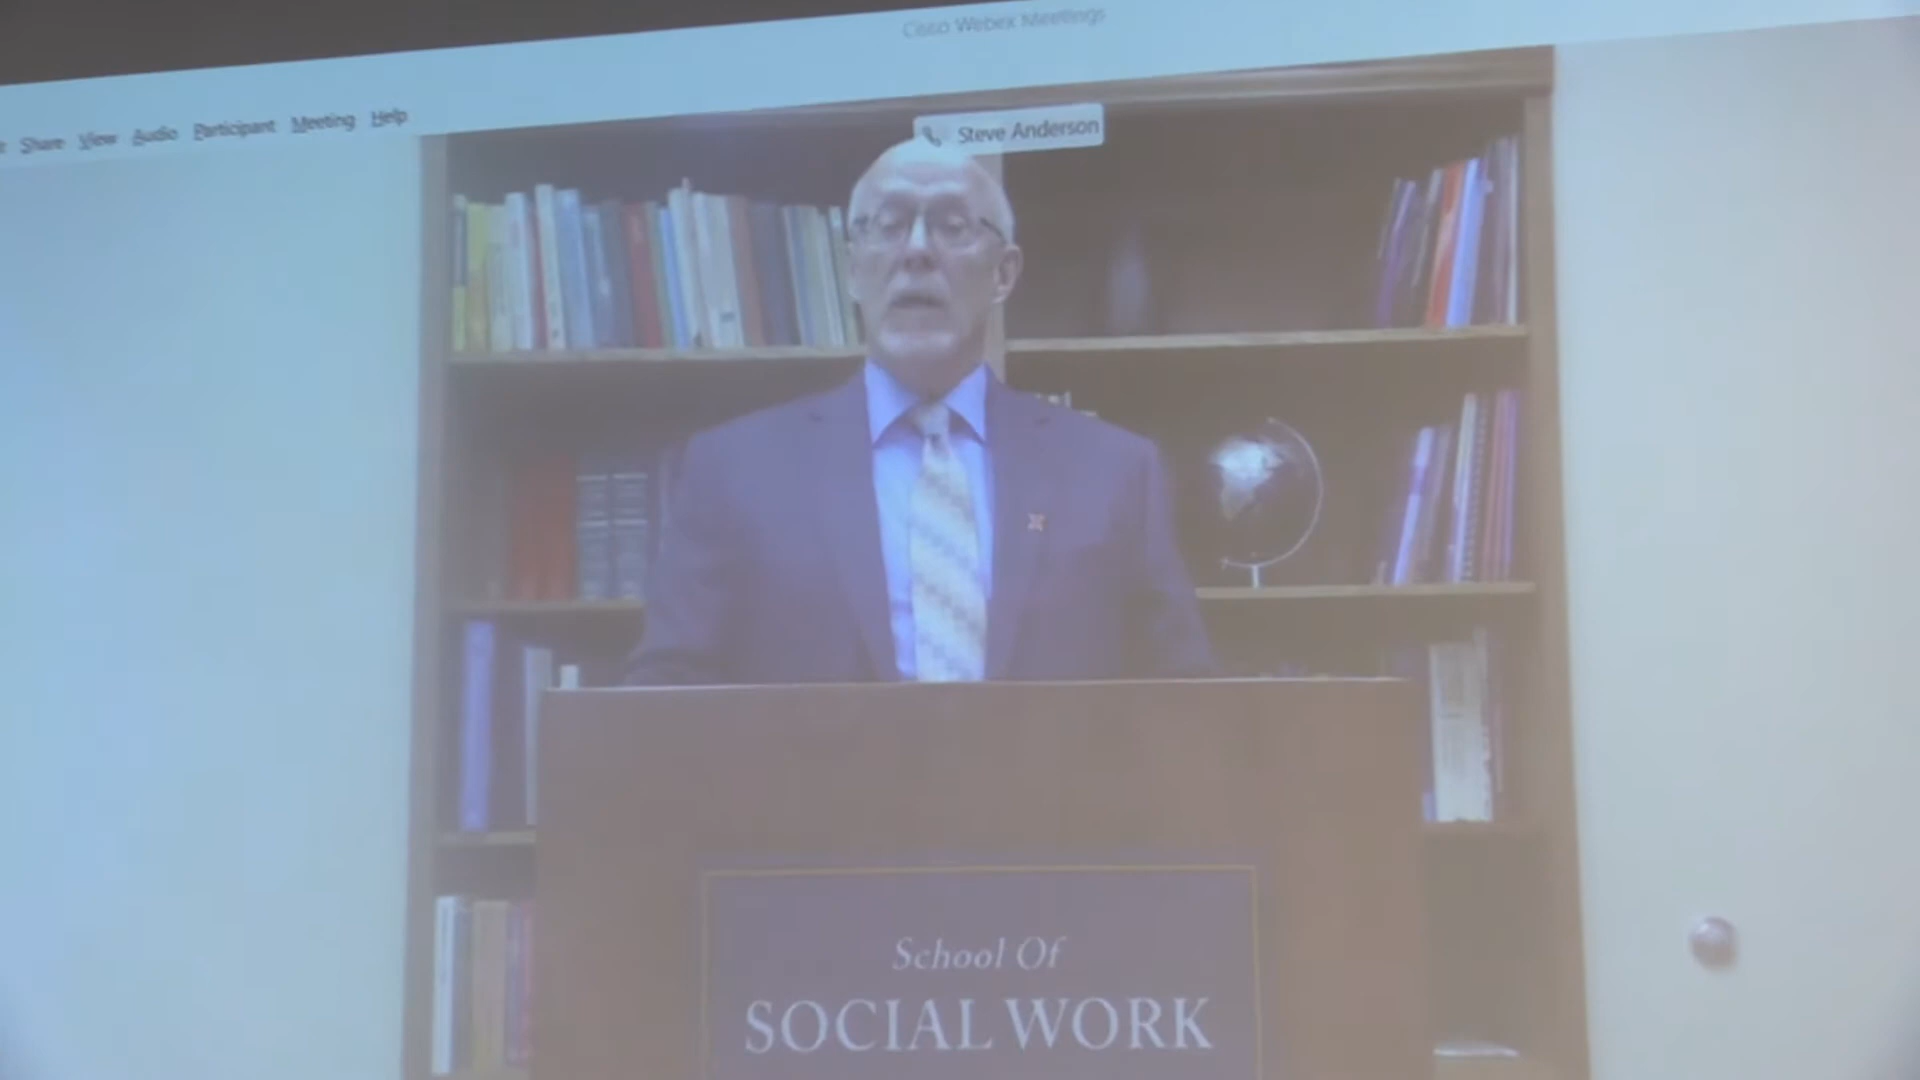 Cisco Webex Meetings
Share View Audio Participant Meeting Help
Steve Anderson
School Of
SOCIAL WORK